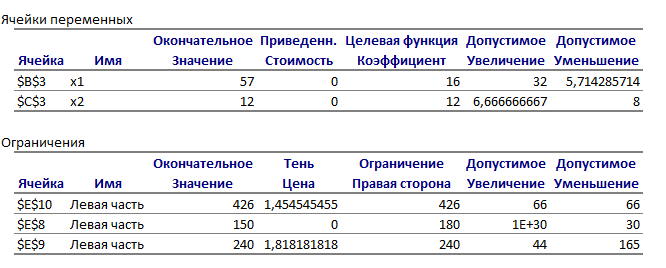 Ячейки переменных
Окончательное Приведенн. Целевая функция Допустимое Допустимое
Ячейка Имя Значение Стоимость Коэффициент Увеличение Уменьшение
$B$3 x1 57 0 16 32 5,714285714
$C$3 x2 12 0 12 6,666666667 8
Ограничения
Окончательное Тень Ограничение Допустимое Допустимое
Ячейка Имя Значение Цена Правая сторона Увеличение Уменьшение
$E$10 Левая часть 426 1,454545455 426 66 66
$E$8 Левая часть 150 0 180 1E+30 30
$E$9 Левая часть 240 1,818181818 240 44 165